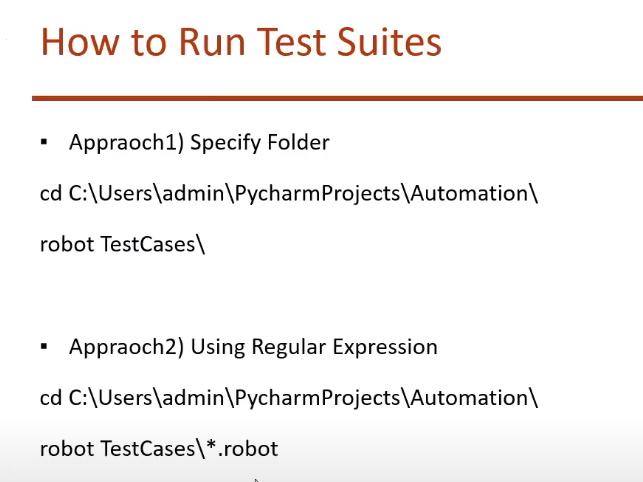 How to Run Test Suites
▪ Appraoch1) Specify Folder
cd C:\Users\admin\PycharmProjects\Automation\
robot TestCases\
▪ Appraoch2) Using Regular Expression
cd C:\Users\admin\PycharmProjects\Automation\
robot TestCases\*.robot